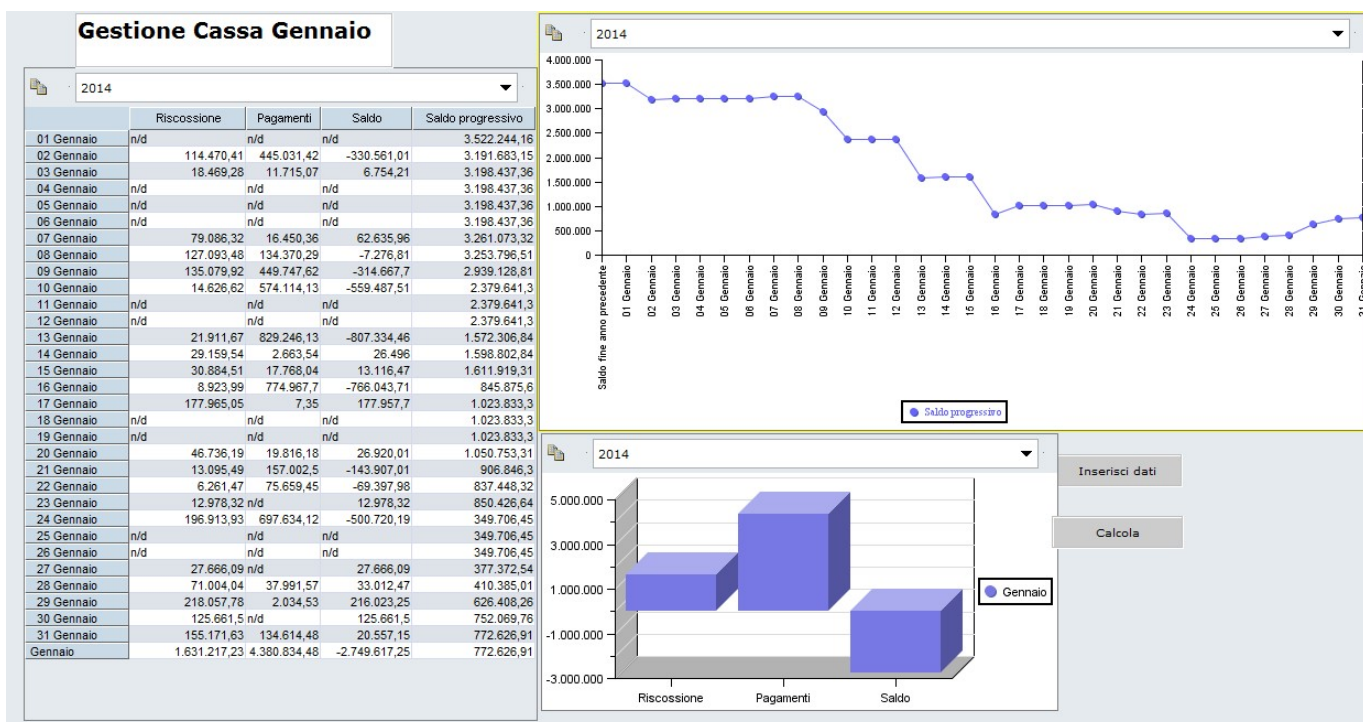 Gestione Cassa Gennaio
2014
Riscossione Pagamenti Saldo Saldo progressivo
01 Gennaio n/d n/d n/d 3.522.244,16
02 Gennaio 114.470,41 445.031,42 -330.561,01 3.191.683,15
03 Gennaio 18.469,28 11.715,07 6.754,21 3.198.437,36
04 Gennaio n/d n/d n/d 3.198.437,36
05 Gennaio n/d n/d n/d 3.198.437,36
06 Gennaio n/d n/d n/d 3.198.437,36
07 Gennaio 79.086,32 16.450,36 62.635,96 3.261.073,32
08 Gennaio 127.093,48 134.370,29 -7.276,81 3.253.796,51
09 Gennaio 135.079,92 449.747,62 -314.667,7 2.939.128,81
10 Gennaio 14.626,62 574.114,13 -559.487,51 2.379.641,3
11 Gennaio n/d n/d n/d 2.379.641,3
12 Gennaio n/d n/d n/d 2.379.641,3
13 Gennaio 21.911,67 829.246,13 -807.334,46 1.572.306,84
14 Gennaio 29.159,54 2.663,54 26.496 1.598.802,84
15 Gennaio 30.884,51 17.768,04 13.116,47 1.611.919,31
16 Gennaio 8.923,99 774.967,7 -766.043,71 845.875,6
17 Gennaio 177.965,05 7,35 177.957,7 1.023.833,3
18 Gennaio n/d n/d n/d 1.023.833,3
19 Gennaio n/d n/d n/d 1.023.833,3
20 Gennaio 46.736,19 19.816,18 26.920,01 1.050.753,31
21 Gennaio 13.095,49 157.002,5 -143.907,01 906.846,3
22 Gennaio 6.261,47 75.659,45 -69.397,98 837.448,32
23 Gennaio 12.978,32 n/d 12.978,32 850.426,64
24 Gennaio 196.913,93 697.634,12 -500.720,19 349.706,45
25 Gennaio n/d n/d n/d 349.706,45
26 Gennaio n/d n/d n/d 349.706,45
27 Gennaio 27.666,09 n/d 27.666,09 377.372,54
28 Gennaio 71.004,04 37.991,57 33.012,47 410.385,01
29 Gennaio 218.057,78 2.034,53 216.023,25 626.408,26
30 Gennaio 125.661,5 n/d 125.661,5 752.069,76
31 Gennaio 155.171,63 134.614,48 20.557,15 772.626,91
Gennaio 1.631.217,23 4.380.834,48 -2.749.617,25 772.626,91
2014
4.000.000
3.500.000
3.000.000
2.500.000
2.000.000
1.500.000
1.000.000
500.000
0
Saldo fine anno precedente
01 Gennaio
02 Gennaio
03 Gennaio
04 Gennaio
05 Gennaio
06 Gennaio
07 Gennaio
08 Gennaio
09 Gennaio
10 Gennaio
11 Gennaio
12 Gennaio
13 Gennaio
14 Gennaio
15 Gennaio
16 Gennaio
17 Gennaio
18 Gennaio
19 Gennaio
20 Gennaio
21 Gennaio
22 Gennaio
23 Gennaio
24 Gennaio
25 Gennaio
26 Gennaio
27 Gennaio
28 Gennaio
29 Gennaio
30 Gennaio
31 Gennaio
Saldo progressivo
2014
5.000.000
3.000.000
1.000.000
-1.000.000
-3.000.000
Riscossione Pagamenti Saldo
Gennaio
Inserisci dati
Calcola